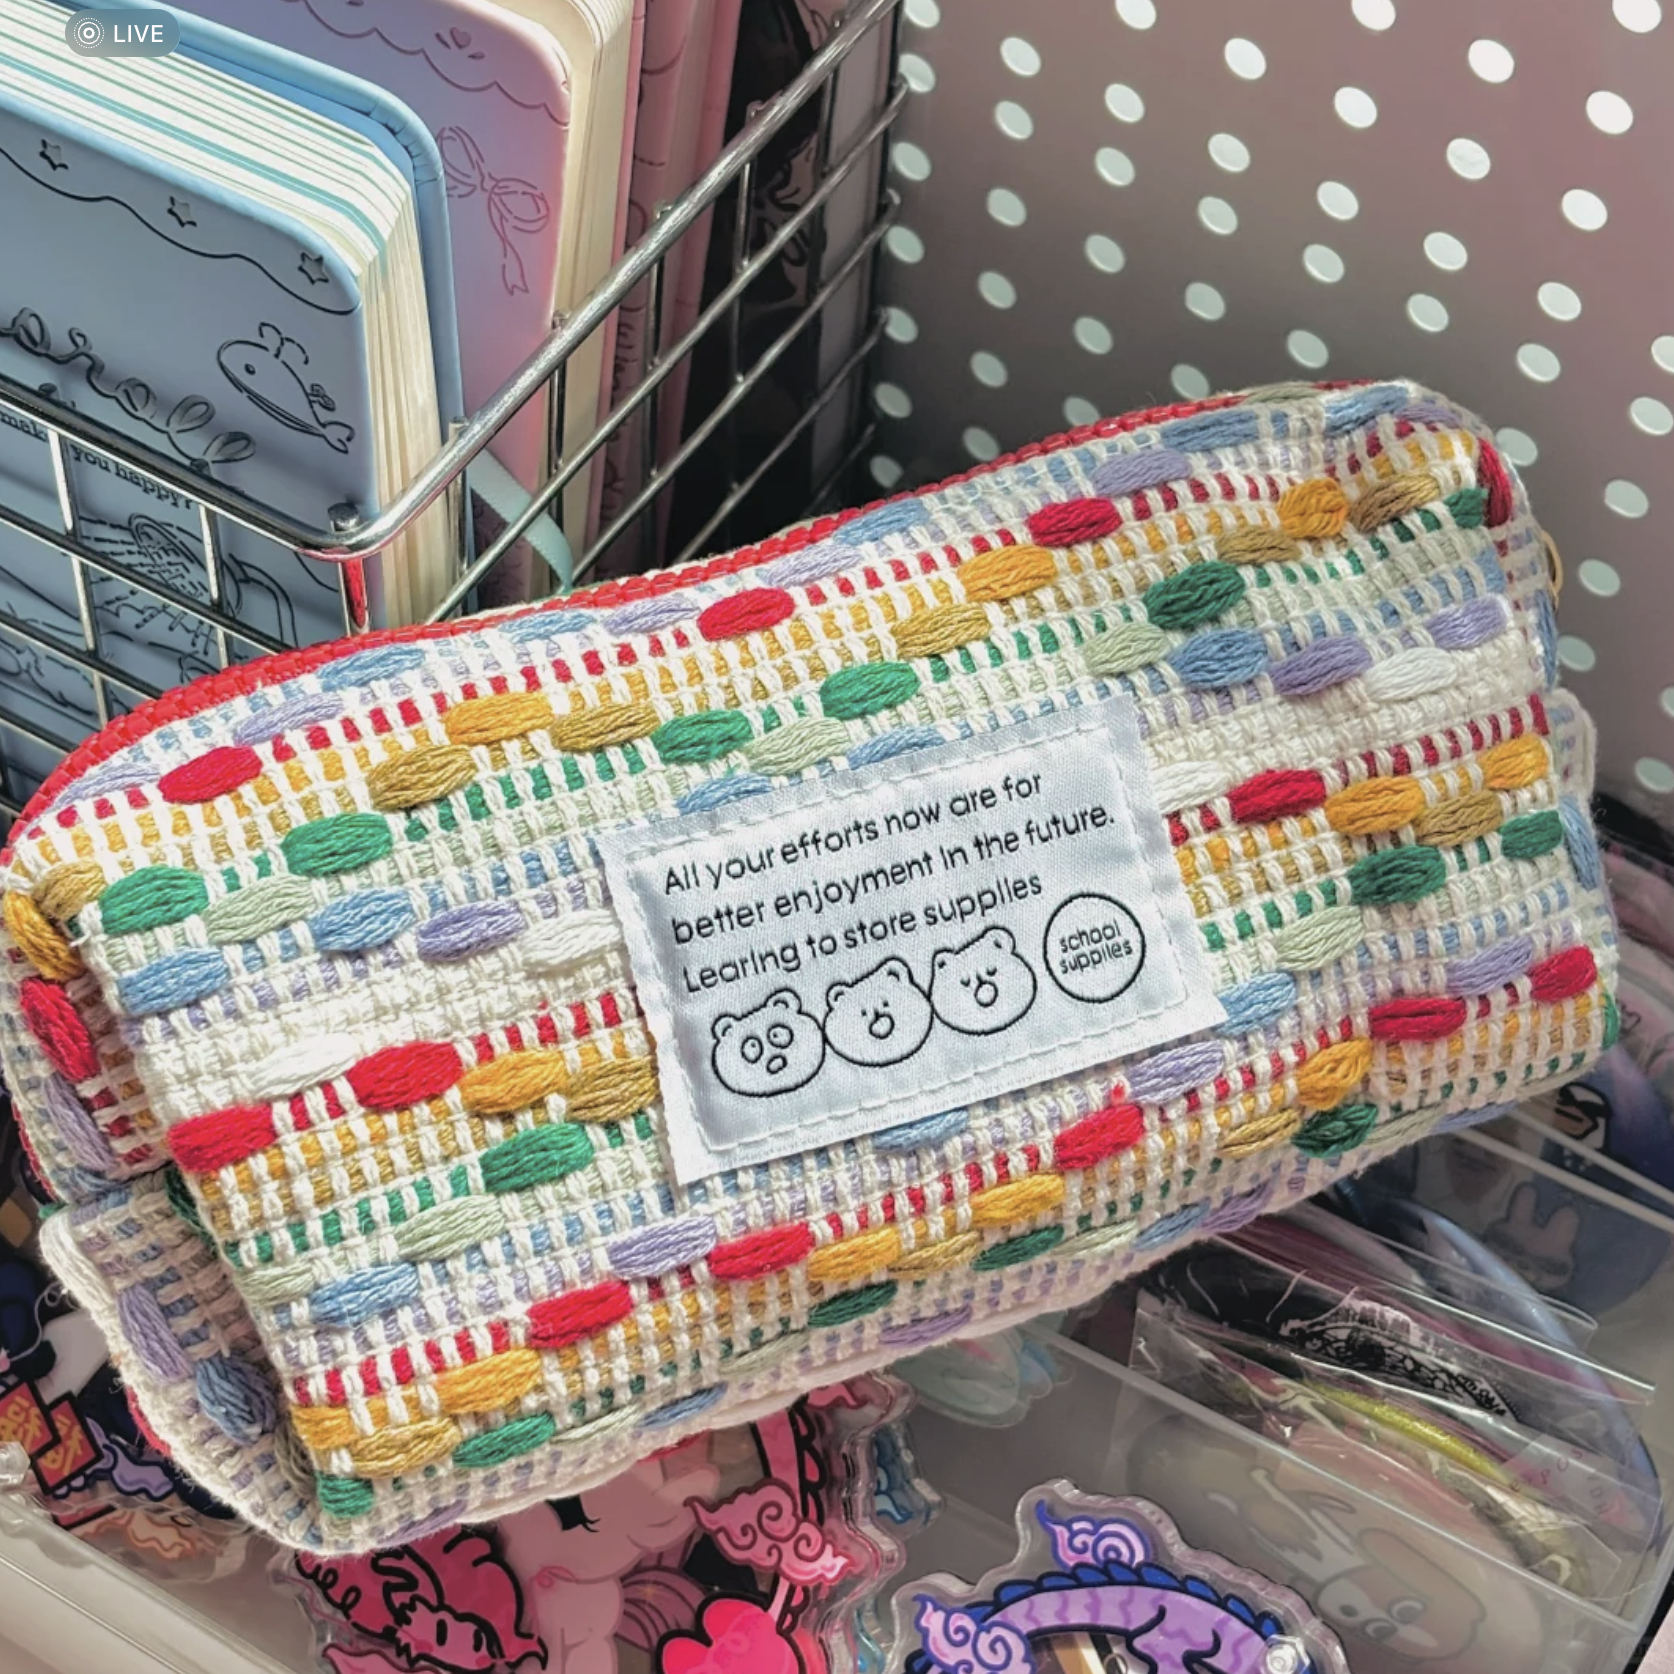 LIVE
you happy?
All your efforts now are for
better enjoyment in the future.
Learing to store supplies
school
supplies